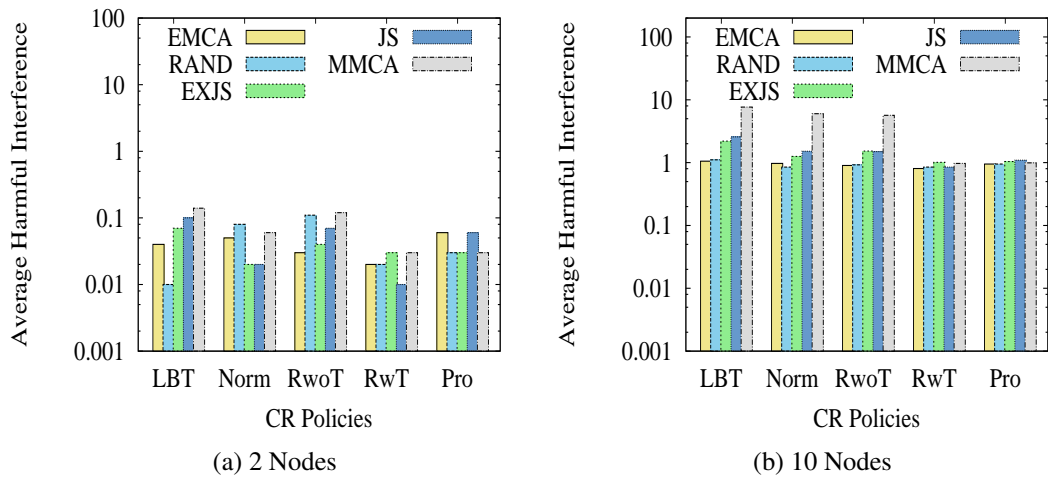 Average Harmful Interference
100
10
1
0.1
0.01
0.001
EMCA
RAND
EXJS
JS
MMCA
LBT Norm RwoT RwT Pro
CR Policies
(a) 2 Nodes
Average Harmful Interference
100
10
1
0.1
0.01
0.001
EMCA
RAND
EXJS
JS
MMCA
LBT Norm RwoT RwT Pro
CR Policies
(b) 10 Nodes